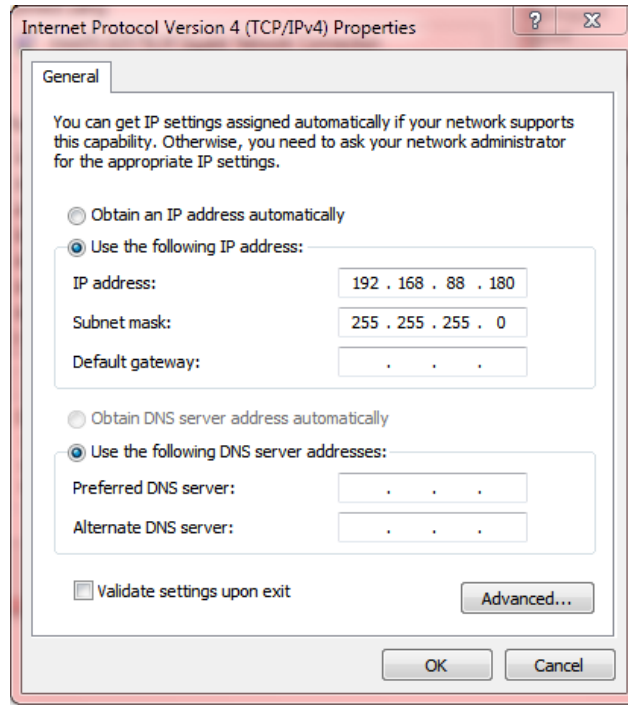 Internet Protocol Version 4 (TCP/IPv4) Properties
General
You can get IP settings assigned automatically if your network supports
this capability. Otherwise, you need to ask your network administrator
for the appropriate IP settings.
Obtain an IP address automatically
Use the following IP address:
IP address: 192 . 168 . 88 . 180
Subnet mask: 255 . 255 . 255 . 0
Default gateway: . . .
Obtain DNS server address automatically
Use the following DNS server addresses:
Preferred DNS server: . . .
Alternate DNS server: . . .
Validate settings upon exit
Advanced...
OK Cancel